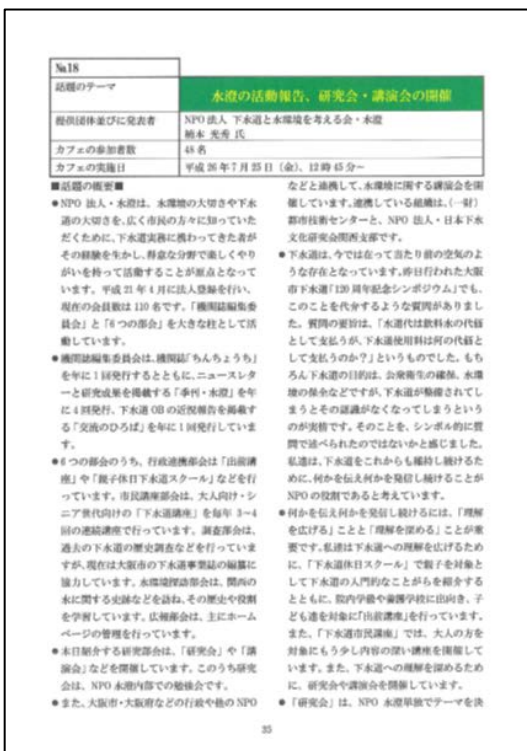 No.18
話題のテーマ
水澄の活動報告、研究会・講演会の開催
提供団体並びに発表者
NPO 法人 下水道と水環境を考える会・水澄
楠本 光秀 氏
カフェの参加者数
48 名
カフェの実施日
平成 26 年 7 月 25 日（金）、12 時 45 分～
■話題の概要■
●NPO 法人・水澄は、水環境の大切さや下水
道の大切さを、広く市民の方々に知っていた
だくために、下水道実務に携わってきた者が
その経験を生かし、得意な分野で楽しくやり
がいを持って活動することが原点となって
います。平成 21 年 4 月に法人登録を行い、
現在の会員数は 110 名です。「機関誌編集委
員会」と「6 つの部会」を大きな柱として活
動しています。
●機関誌編集委員会は、機関誌「ちんちょうち」
を年に 1 回発行するとともに、ニュースレタ
ーと研究成果を掲載する「季刊・水澄」を年
に 4 回発行、下水道 OB の近況報告を掲載す
る「交流のひろば」を年に 1 回発行していま
す。
●6 つの部会のうち、行政連携部会は「出前講
座」や「親子休日下水道スクール」などを行
っています。市民講座部会は、大人向け・シ
ニア世代向けの「下水道講座」を毎年 3~4
回の連続講座で行っています。調査部会は、
過去の下水道の歴史調査などを行っていま
すが、現在は大阪市の下水道事業誌の編纂に
協力しています。水環境探訪部会は、関西の
水に関する史跡などを訪ね、その歴史や役割
を学習しています。広報部会は、主にホーム
ページの管理を行っています。
●本日紹介する研究部会は、「研究会」や「講
演会」などを開催しています。このうち研究
会は、NPO 水澄内部での勉強会です。
●また、大阪市・大阪府などの行政や他の NPO
などと連携して、水環境に関する講演会を開
催しています。連携している組織は、(一財)
都市技術センターと、NPO 法人・日本下水
文化研究会関西支部です。
●下水道は、今では在って当たり前の空気のよ
うな存在となっています。昨日行われた大阪
市下水道「120 周年記念シンポジウム」でも、
このことを代弁するような質問がありまし
た。質問の要旨は、「水道代は飲料水の代価
として支払うが、下水道使用料は何の代価と
して支払うのか？」というものでした。もち
ろん下水道の目的は、公衆衛生の確保、水環
境の保全などですが、下水道が整備されてし
まうとその認識がなくなってしまうという
のが実情です。そのことを、シンボル的に質
問で述べられたのではないかと感じました。
私達は、下水道をこれからも維持し続けるた
めに、何かを伝え何かを発信し続けることが
NPO の役割であると考えています。
●何かを伝え何かを発信し続けるには、「理解
を広げる」ことと「理解を深める」ことが重
要です。私達は下水道への理解を広げるため
に、「下水道休日スクール」で親子を対象と
して下水道の入門的なことがらを紹介する
とともに、院内学級や養護学校に出向き、子
ども達を対象に「出前講座」を行っています。
また、「下水道市民講座」では、大人の方を
対象にもう少し内容の深い講座を開催して
います。また、下水道への理解を深めるため
に、研究会や講演会を開催しています。
●「研究会」は、NPO 水澄単独でテーマを決
35